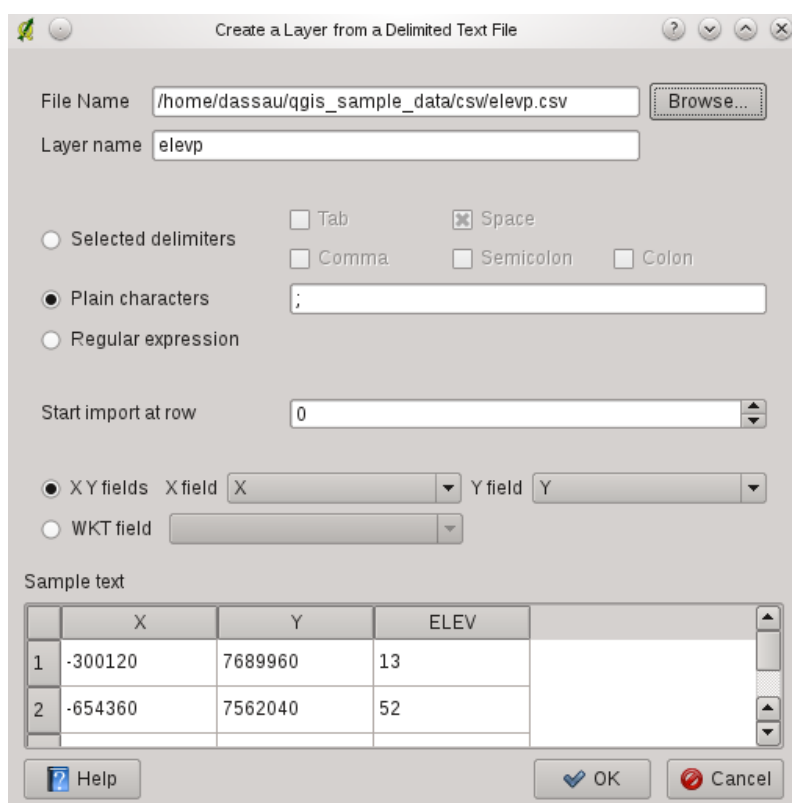 Create a Layer from a Delimited Text File
File Name /home/dassau/qgis_sample_data/csv/elevp.csv Browse...
Layer name elevp
Selected delimiters Tab Space
Comma Semicolon Colon
Plain characters ;
Regular expression
Start import at row 0
X Y fields X field X Y field Y
WKT field
Sample text
X Y ELEV
1 -300120 7689960 13
2 -654360 7562040 52
Help OK Cancel